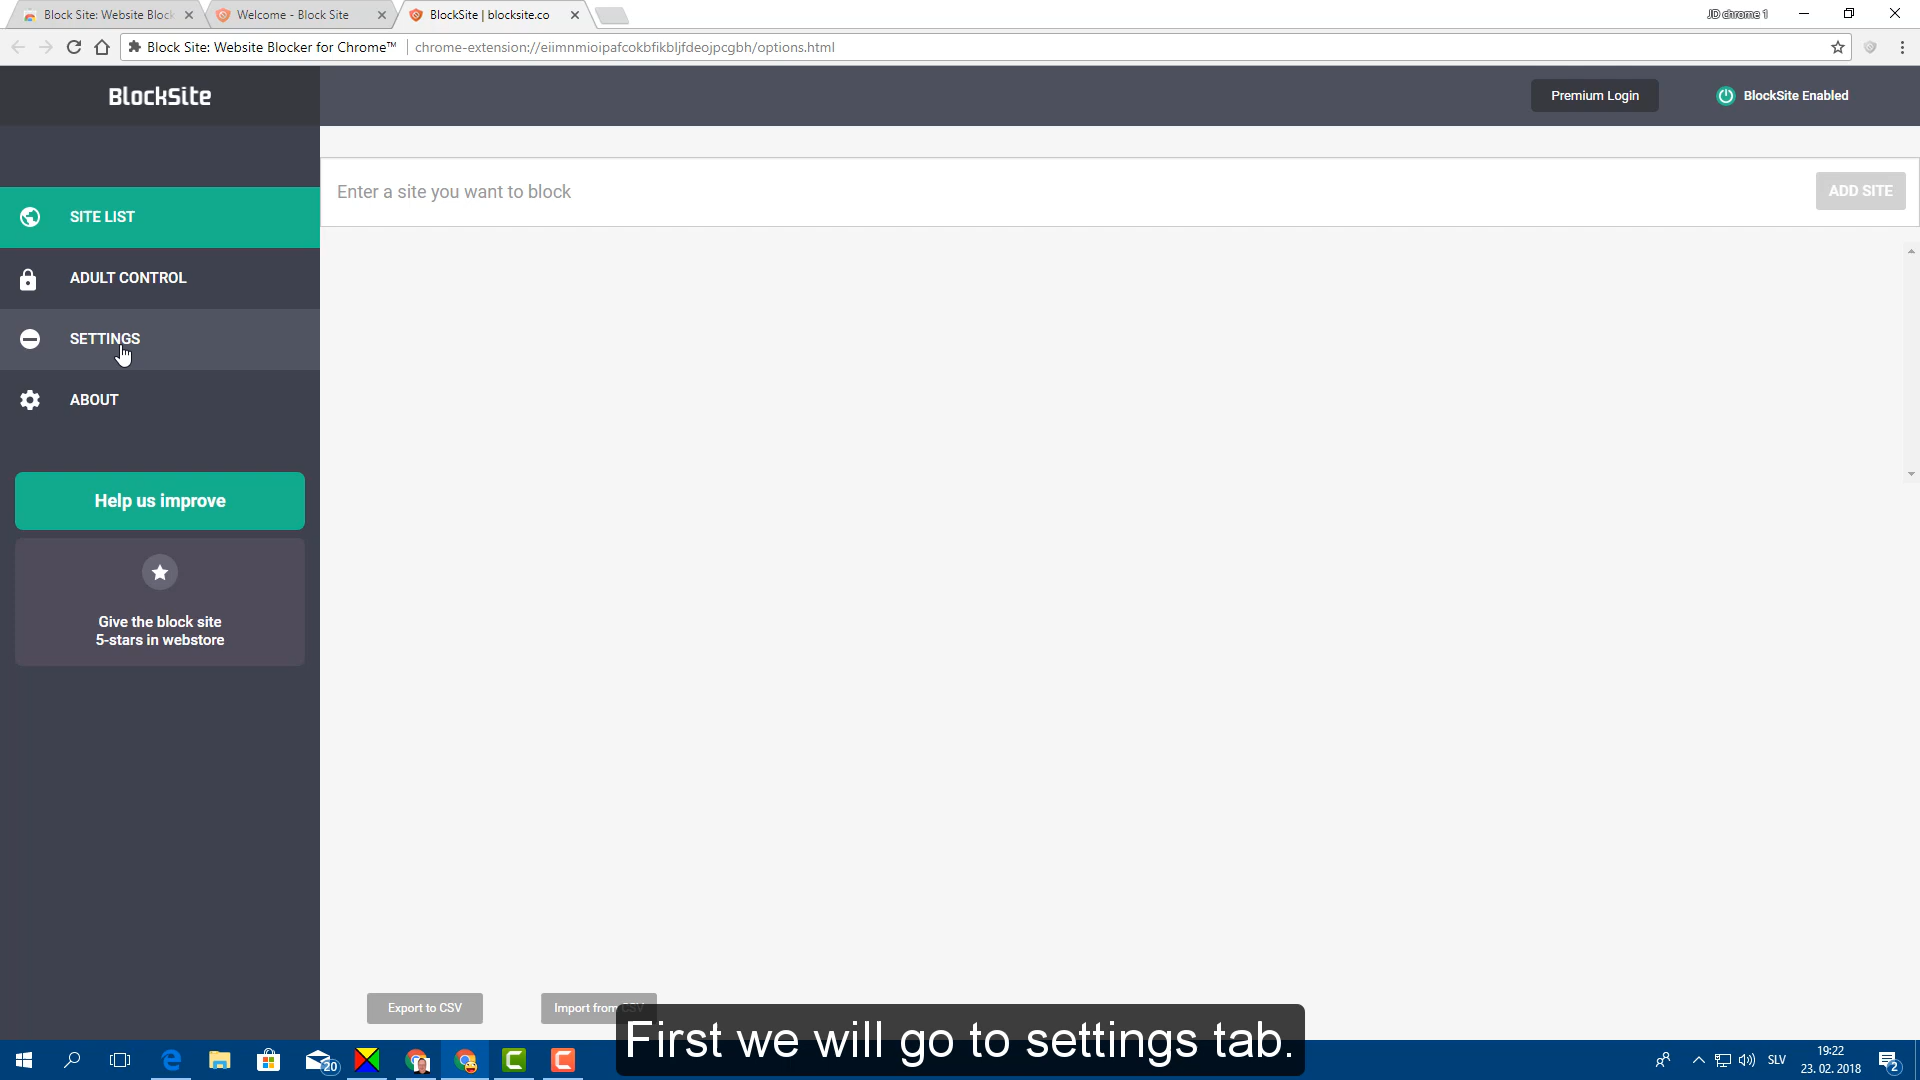 Block Site: Website Block
Welcome - Block Site
BlockSite | blocksite.co
JD chrome 1
Block Site: Website Blocker for Chrome™
chrome-extension://eiimnmioipafcokbfikbljfdeojpcgbh/options.html
BlockSite
Premium Login
BlockSite Enabled
Enter a site you want to block
ADD SITE
SITE LIST
ADULT CONTROL
SETTINGS
ABOUT
Help us improve
Give the block site
5-stars in webstore
Export to CSV
Import from CSV
First we will go to settings tab.
20
SLV
19:22
23. 02. 2018
2